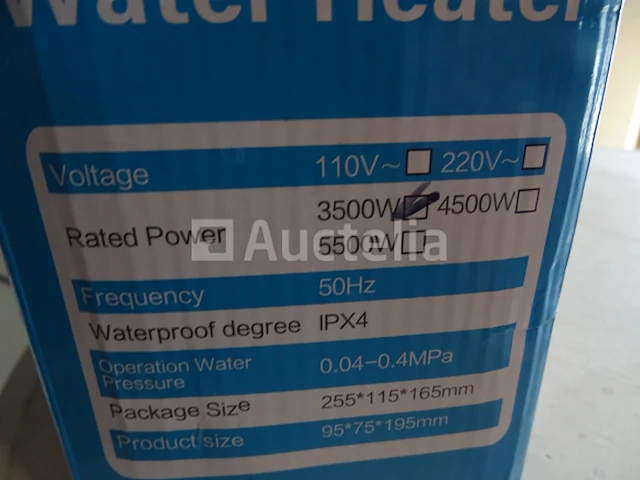 Water Heater
Voltage 110V~ 220V~
3500W 4500W
Rated Power
5500W
Frequency 50Hz
Waterproof degree IPX4
Operation Water
Pressure 0.04-0.4MPa
Package Size 255*115*165mm
Product size 95*75*195mm
Auctelia